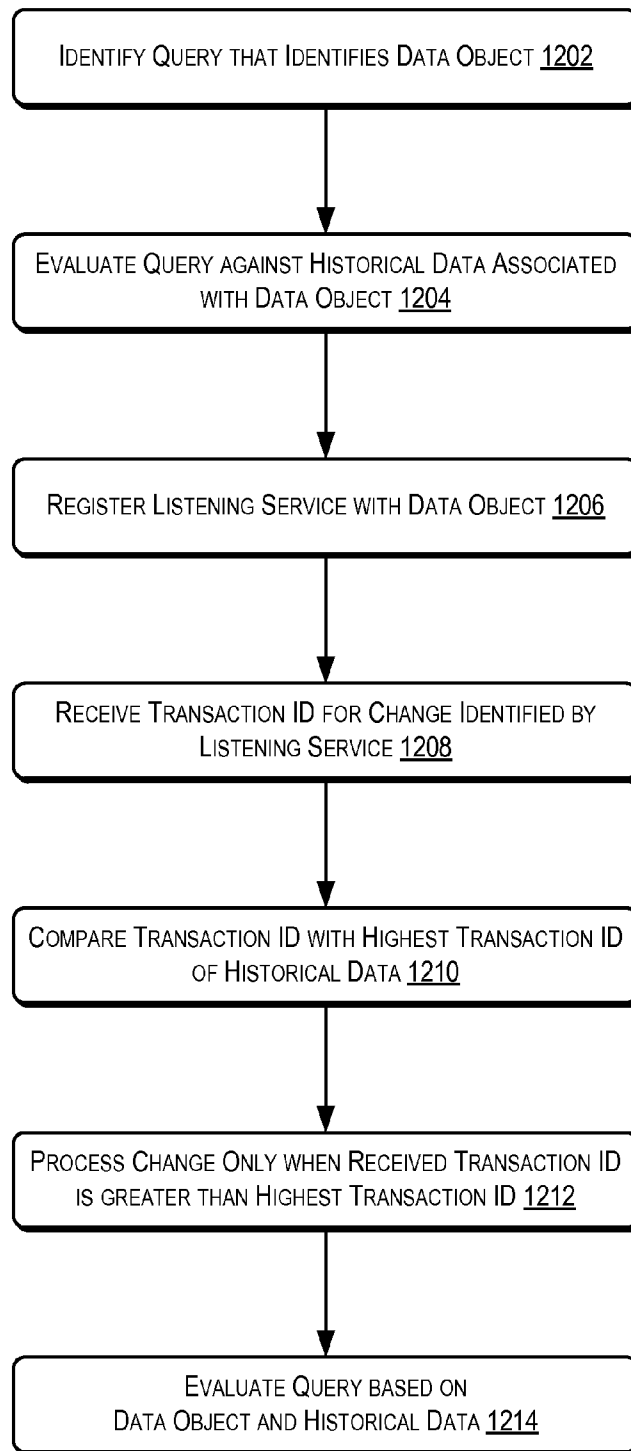 IDENTIFY QUERY THAT IDENTIFIES DATA OBJECT 1202
EVALUATE QUERY AGAINST HISTORICAL DATA ASSOCIATED
WITH DATA OBJECT 1204
REGISTER LISTENING SERVICE WITH DATA OBJECT 1206
RECEIVE TRANSACTION ID FOR CHANGE IDENTIFIED BY
LISTENING SERVICE 1208
COMPARE TRANSACTION ID WITH HIGHEST TRANSACTION ID
OF HISTORICAL DATA 1210
PROCESS CHANGE ONLY WHEN RECEIVED TRANSACTION ID
IS GREATER THAN HIGHEST TRANSACTION ID 1212
EVALUATE QUERY BASED ON
DATA OBJECT AND HISTORICAL DATA 1214